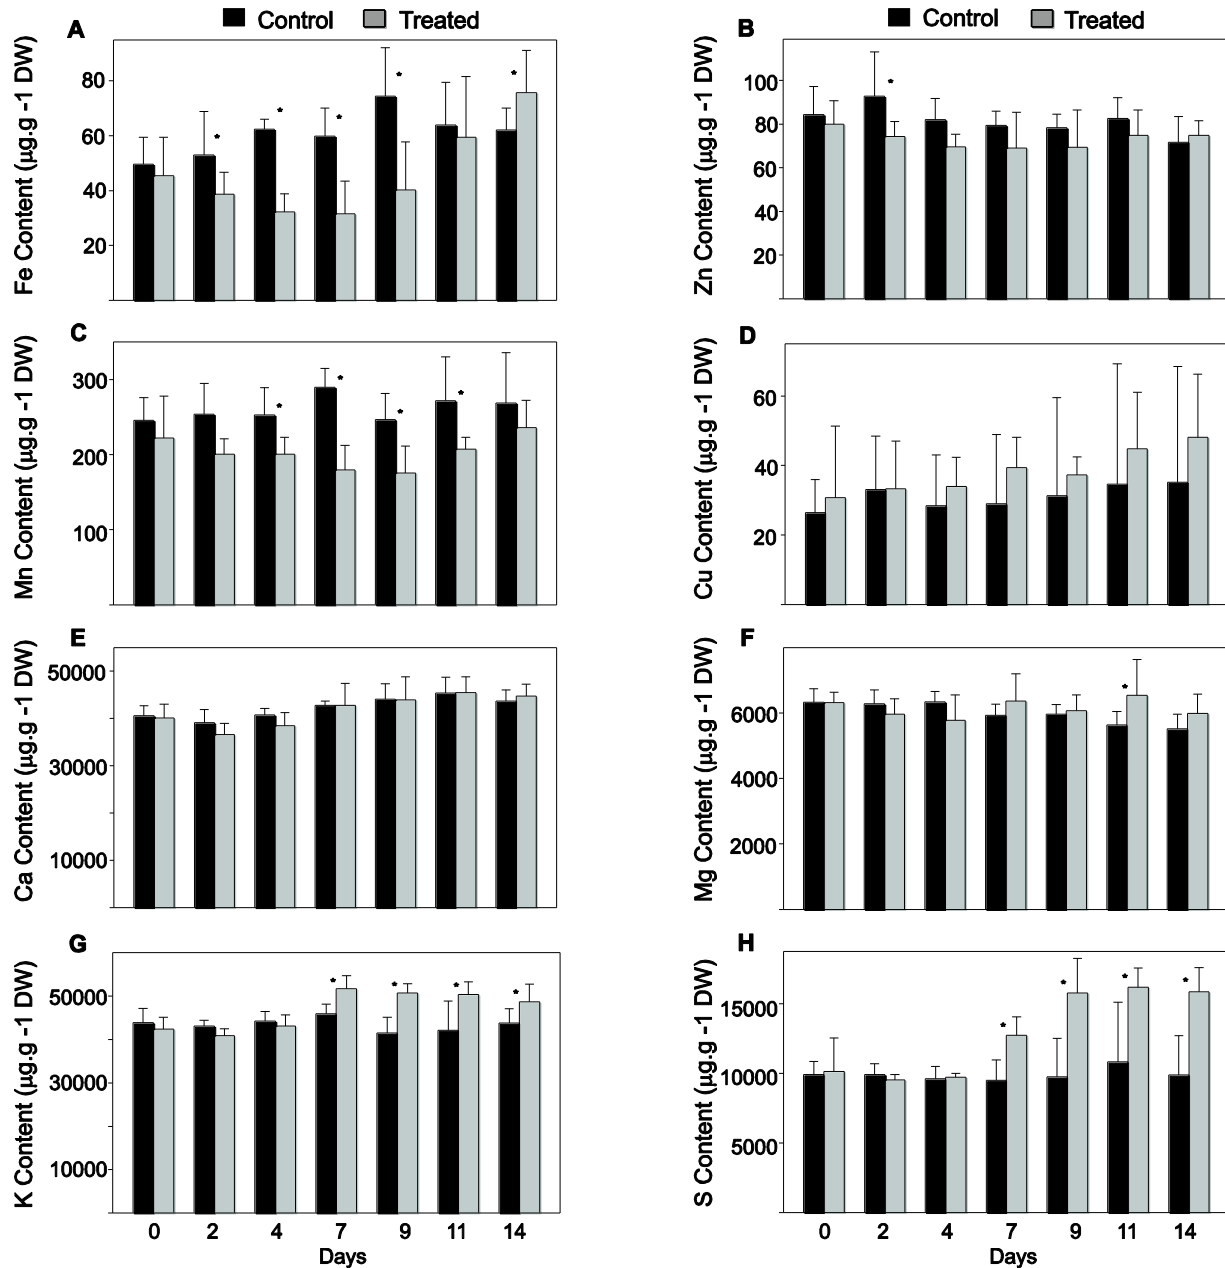 Control Treated
A
Fe Content (µg.g -1 DW)
80
60
40
20
* * * * *
Control Treated
B
Zn Content (µg.g -1 DW)
100
80
60
40
20
*
C
Mn Content (µg.g -1 DW)
300
200
100
* * * *
D
Cu Content (µg.g -1 DW)
60
40
20
E
Ca Content (µg.g -1 DW)
50000
30000
10000
F
Mg Content (µg.g -1 DW)
6000
4000
2000
*
G
K Content (µg.g -1 DW)
50000
30000
10000
* * * *
0 2 4 7 9 11 14
Days
H
S Content (µg.g -1 DW)
15000
10000
5000
* * * *
0 2 4 7 9 11 14
Days